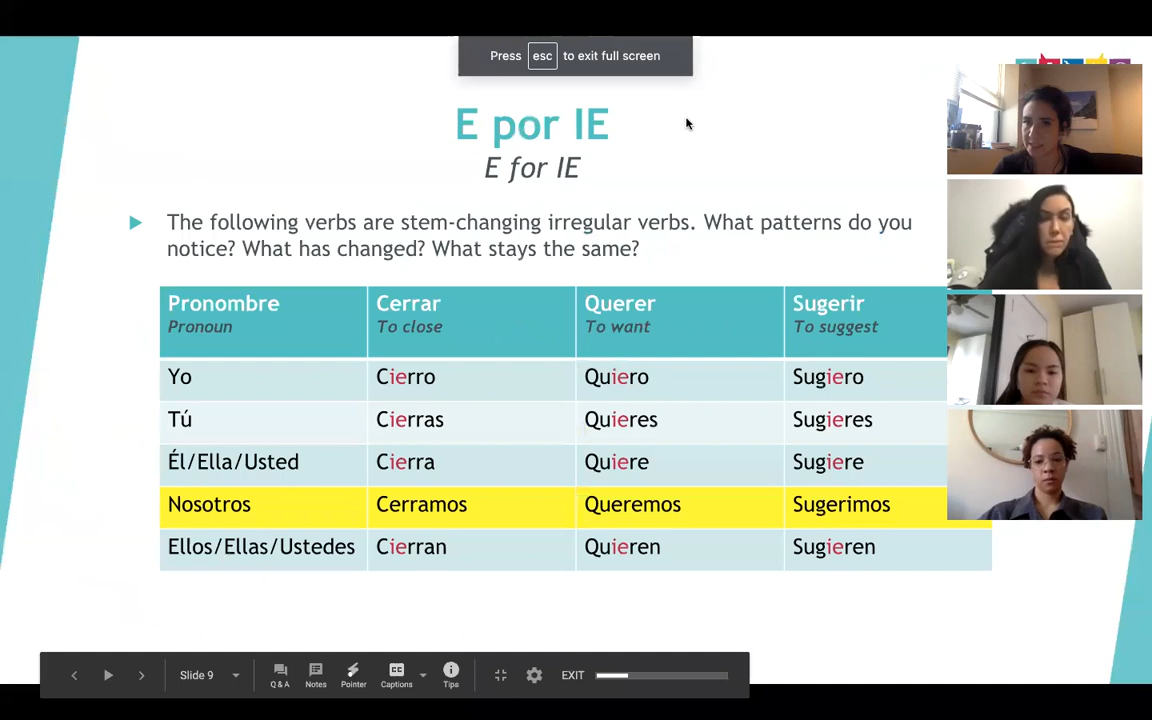 Press esc to exit full screen
E por IE
E for IE
The following verbs are stem-changing irregular verbs. What patterns do you
notice? What has changed? What stays the same?
Pronombre Cerrar Querer Sugerir
Pronoun To close To want To suggest
Yo Cierro Quiero Sugiero
Tú Cierras Quieres Sugieres
Él/Ella/Usted Cierra Quiere Sugiere
Nosotros Cerramos Queremos Sugerimos
Ellos/Ellas/Ustedes Cierran Quieren Sugieren
Slide 9 Q & A Notes Pointer CC Captions Tips EXIT